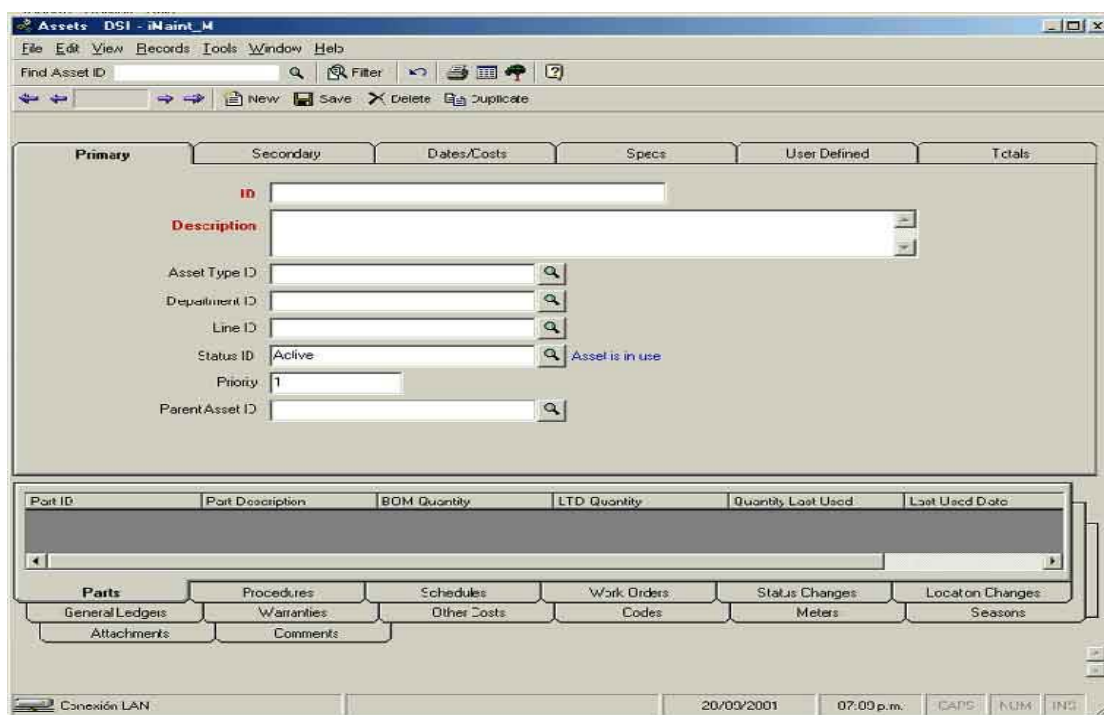 Assets DSI - iMaint_M
File Edit View Records Tools Window Help
Find Asset ID Filter
New Save Delete Duplicate
Primary Secondary Dates/Costs Specs User Defined Totals
ID
Description
Asset Type ID
Department ID
Line ID
Status ID Active Asset is in use
Priority 1
Parent Asset ID
Part ID Part Description BOM Quantity LTD Quantity Quantity Last Used Last Used Date
Parts Procedures Schedules Work Orders Status Changes Location Changes
General Ledgers Warranties Other Costs Codes Meters Seasons
Attachments Comments
Conexión LAN 20/09/2001 07:09 p.m. CAPS NUM INS